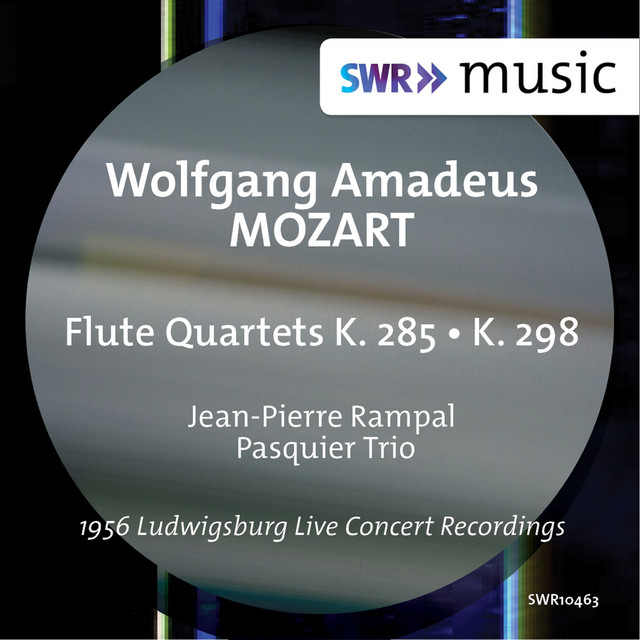 SWR» music
Wolfgang Amadeus
MOZART
Flute Quartets K. 285 • K. 298
Jean-Pierre Rampal
Pasquier Trio
1956 Ludwigsburg Live Concert Recordings
SWR10463